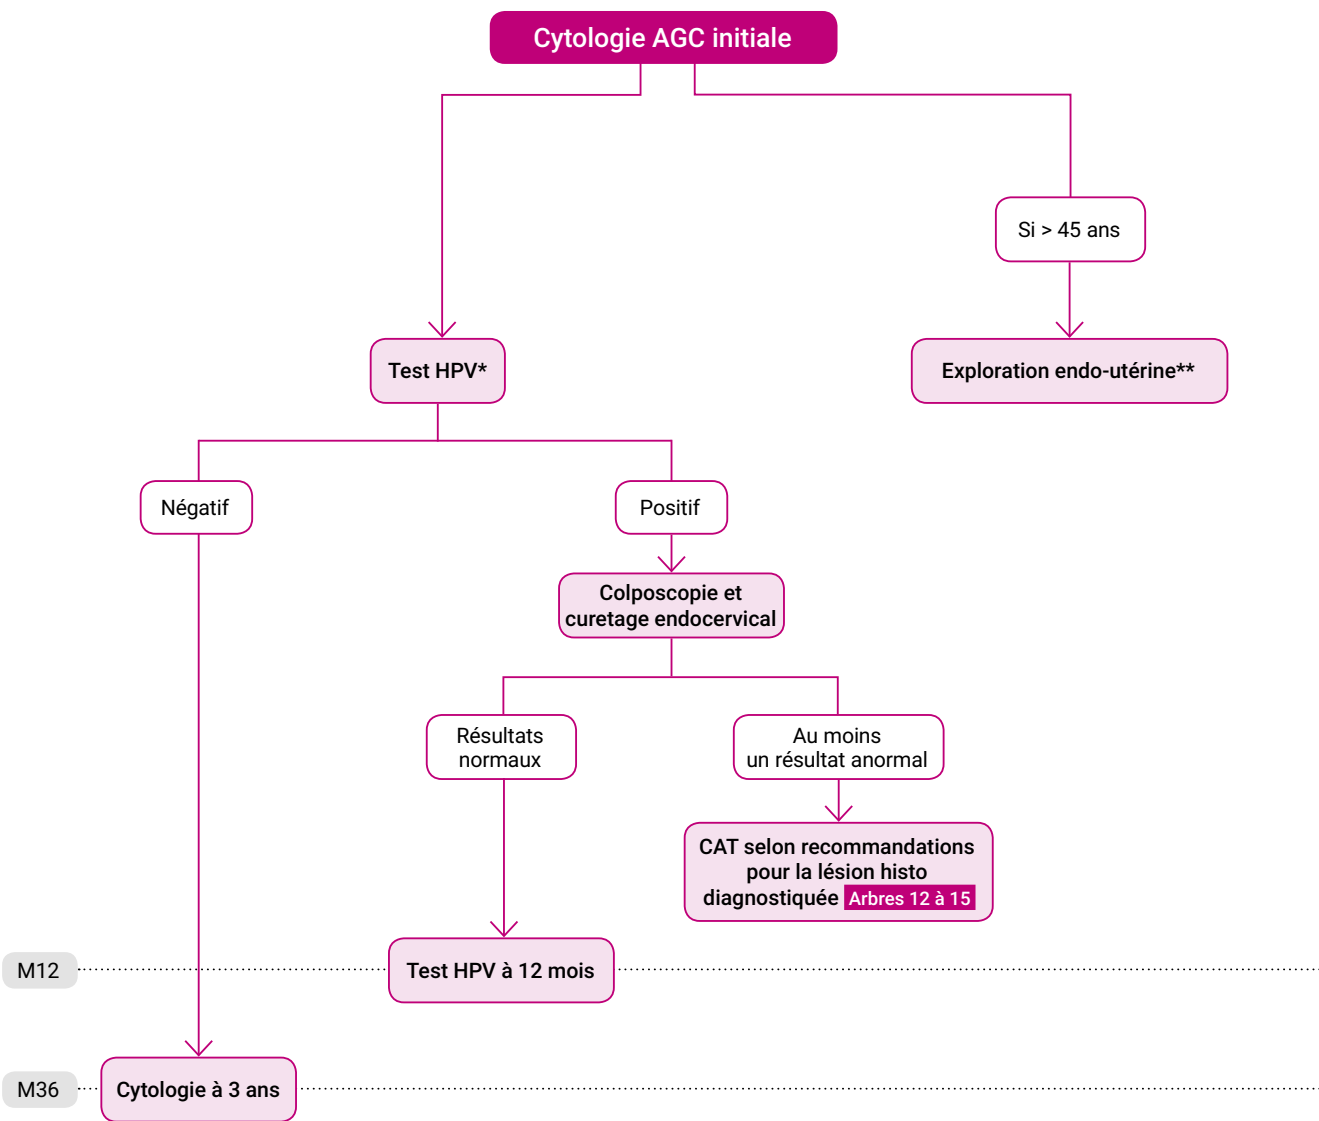 Cytologie AGC initiale
Si > 45 ans
Test HPV*
Exploration endo-utérine**
Négatif
Positif
Colposcopie et
curetage endocervical
Résultats
normaux
Au moins
un résultat anormal
CAT selon recommandations
pour la lésion histo
diagnostiquée Arbres 12 à 15
M12
Test HPV à 12 mois
M36
Cytologie à 3 ans